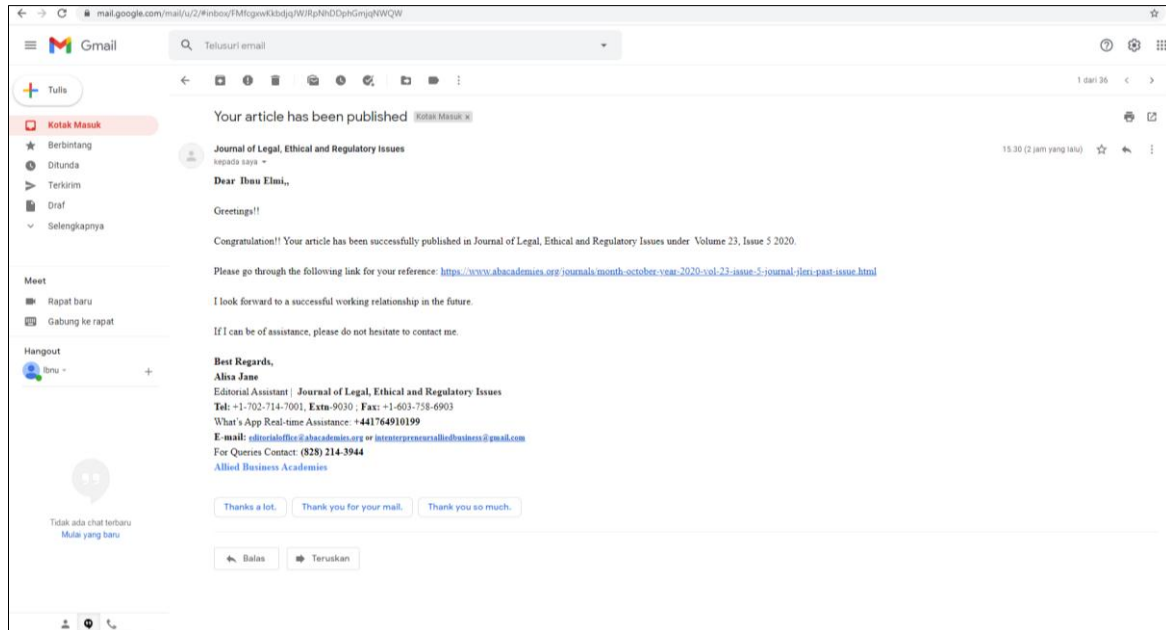 mail.google.com/mail/u/2/#inbox/FMfcgxwKkbdjqJWJRpNhDDphGmjqNWQW
Gmail
Telusuri email
Tulis
1 dari 36
Kotak Masuk
Berbintang
Ditunda
Terkirim
Draf
Selengkapnya
Meet
Rapat baru
Gabung ke rapat
Hangout
Ibnu
Tidak ada chat terbaru
Mulai yang baru
Your article has been published Kotak Masuk x
Journal of Legal, Ethical and Regulatory Issues 15.30 (2 jam yang lalu)
kepada saya
Dear Ibnu Elmi,,
Greetings!!
Congratulation!! Your article has been successfully published in Journal of Legal, Ethical and Regulatory Issues under Volume 23, Issue 5 2020.
Please go through the following link for your reference: https://www.abacademies.org/journals/month-october-year-2020-vol-23-issue-5-journal-jleri-past-issue.html
I look forward to a successful working relationship in the future.
If I can be of assistance, please do not hesitate to contact me.
Best Regards,
Alisa Jane
Editorial Assistant | Journal of Legal, Ethical and Regulatory Issues
Tel: +1-702-714-7001, Extn-9030 ; Fax: +1-603-758-6903
What's App Real-time Assistance: +441764910199
E-mail: editorialoffice@abacademies.org or intenterpreneursalliedbusiness@gmail.com
For Queries Contact: (828) 214-3944
Allied Business Academies
Thanks a lot.
Thank you for your mail.
Thank you so much.
Balas
Teruskan